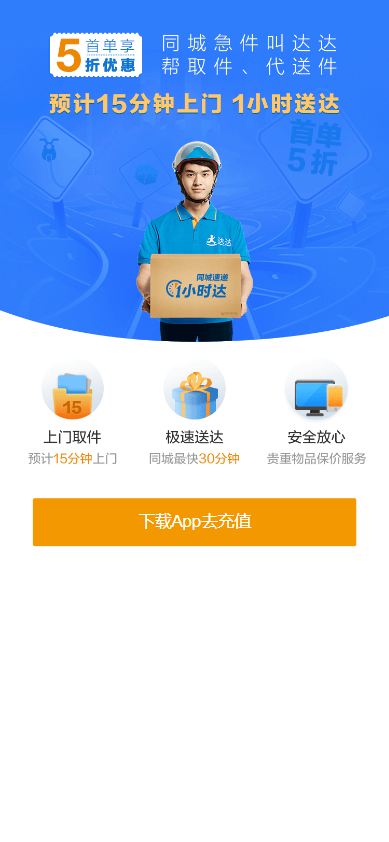 5 首单享
折优惠
同城急件叫达达
帮取件、代送件
预计15分钟上门 1小时送达
首单
5折
达达
同城速递
1小时达
15
上门取件
极速送达
安全放心
预计15分钟上门
同城最快30分钟
贵重物品保价服务
下载App去充值